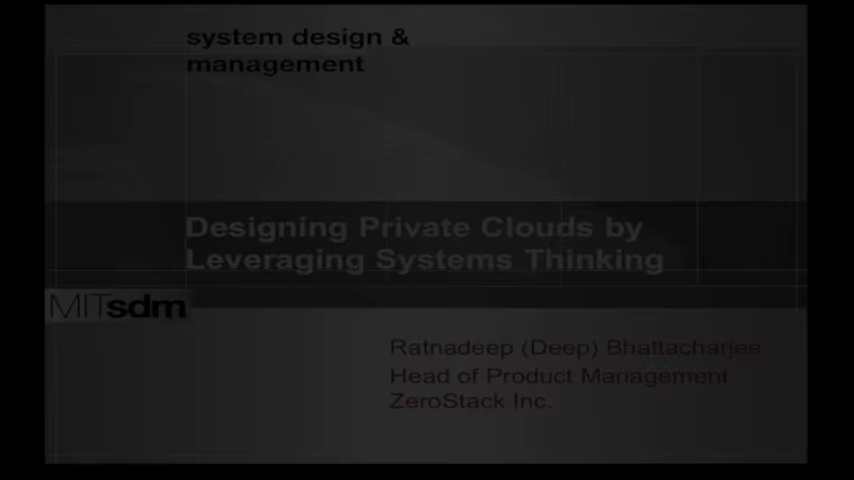 system design &
management
Designing Private Clouds by
Leveraging Systems Thinking
MITsdm
Ratnadeep (Deep) Bhattacharjee
Head of Product Management
ZeroStack Inc.